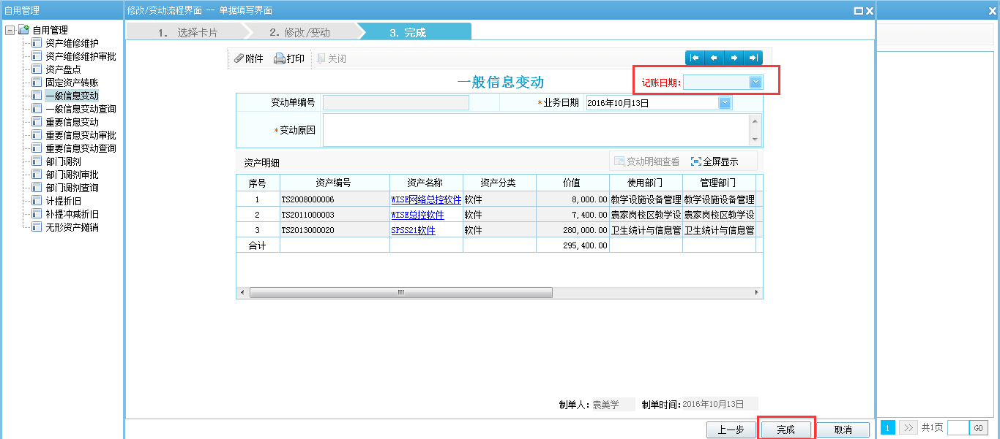 自用管理
修改/变动流程界面 -- 单据填写界面
自用管理
资产维修维护
资产维修维护审批
资产盘点
固定资产转账
一般信息变动
一般信息变动查询
重要信息变动
重要信息变动审批
重要信息变动查询
部门调剂
部门调剂审批
部门调剂查询
计提折旧
补提冲减折旧
无形资产摊销
1. 选择卡片 2. 修改/变动 3. 完成
附件 打印 关闭
一般信息变动
记账日期:
变动单编号 *业务日期 2016年10月13日
*变动原因
资产明细 变动明细查看 全屏显示
序号 资产编号 资产名称 资产分类 价值 使用部门 管理部门
1 TS2008000006 WISE网络总控软件 软件 8,000.00 教学设施设备管理 教学设施设备管理
2 TS2011000003 WISE总控软件 软件 7,400.00 袁家岗校区教学设 袁家岗校区教学设
3 TS2013000020 SPSS21软件 软件 280,000.00 卫生统计与信息管 卫生统计与信息管
合计 295,400.00
制单人: 袁美学 制单时间: 2016年10月13日
上一步 完成 取消
1 >> 共1页 GO